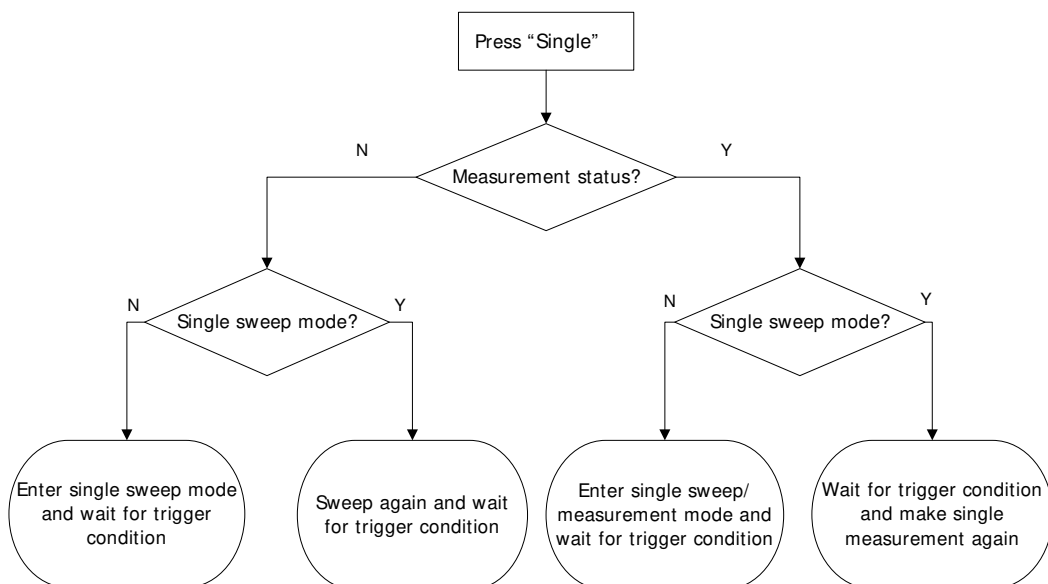 Press “Single”
N
Y
Measurement status?
N
Single sweep mode?
Y
N
Single sweep mode?
Y
Enter single sweep mode
and wait for trigger
condition
Sweep again and wait
for trigger condition
Enter single sweep/
measurement mode and
wait for trigger condition
Wait for trigger condition
and make single
measurement again